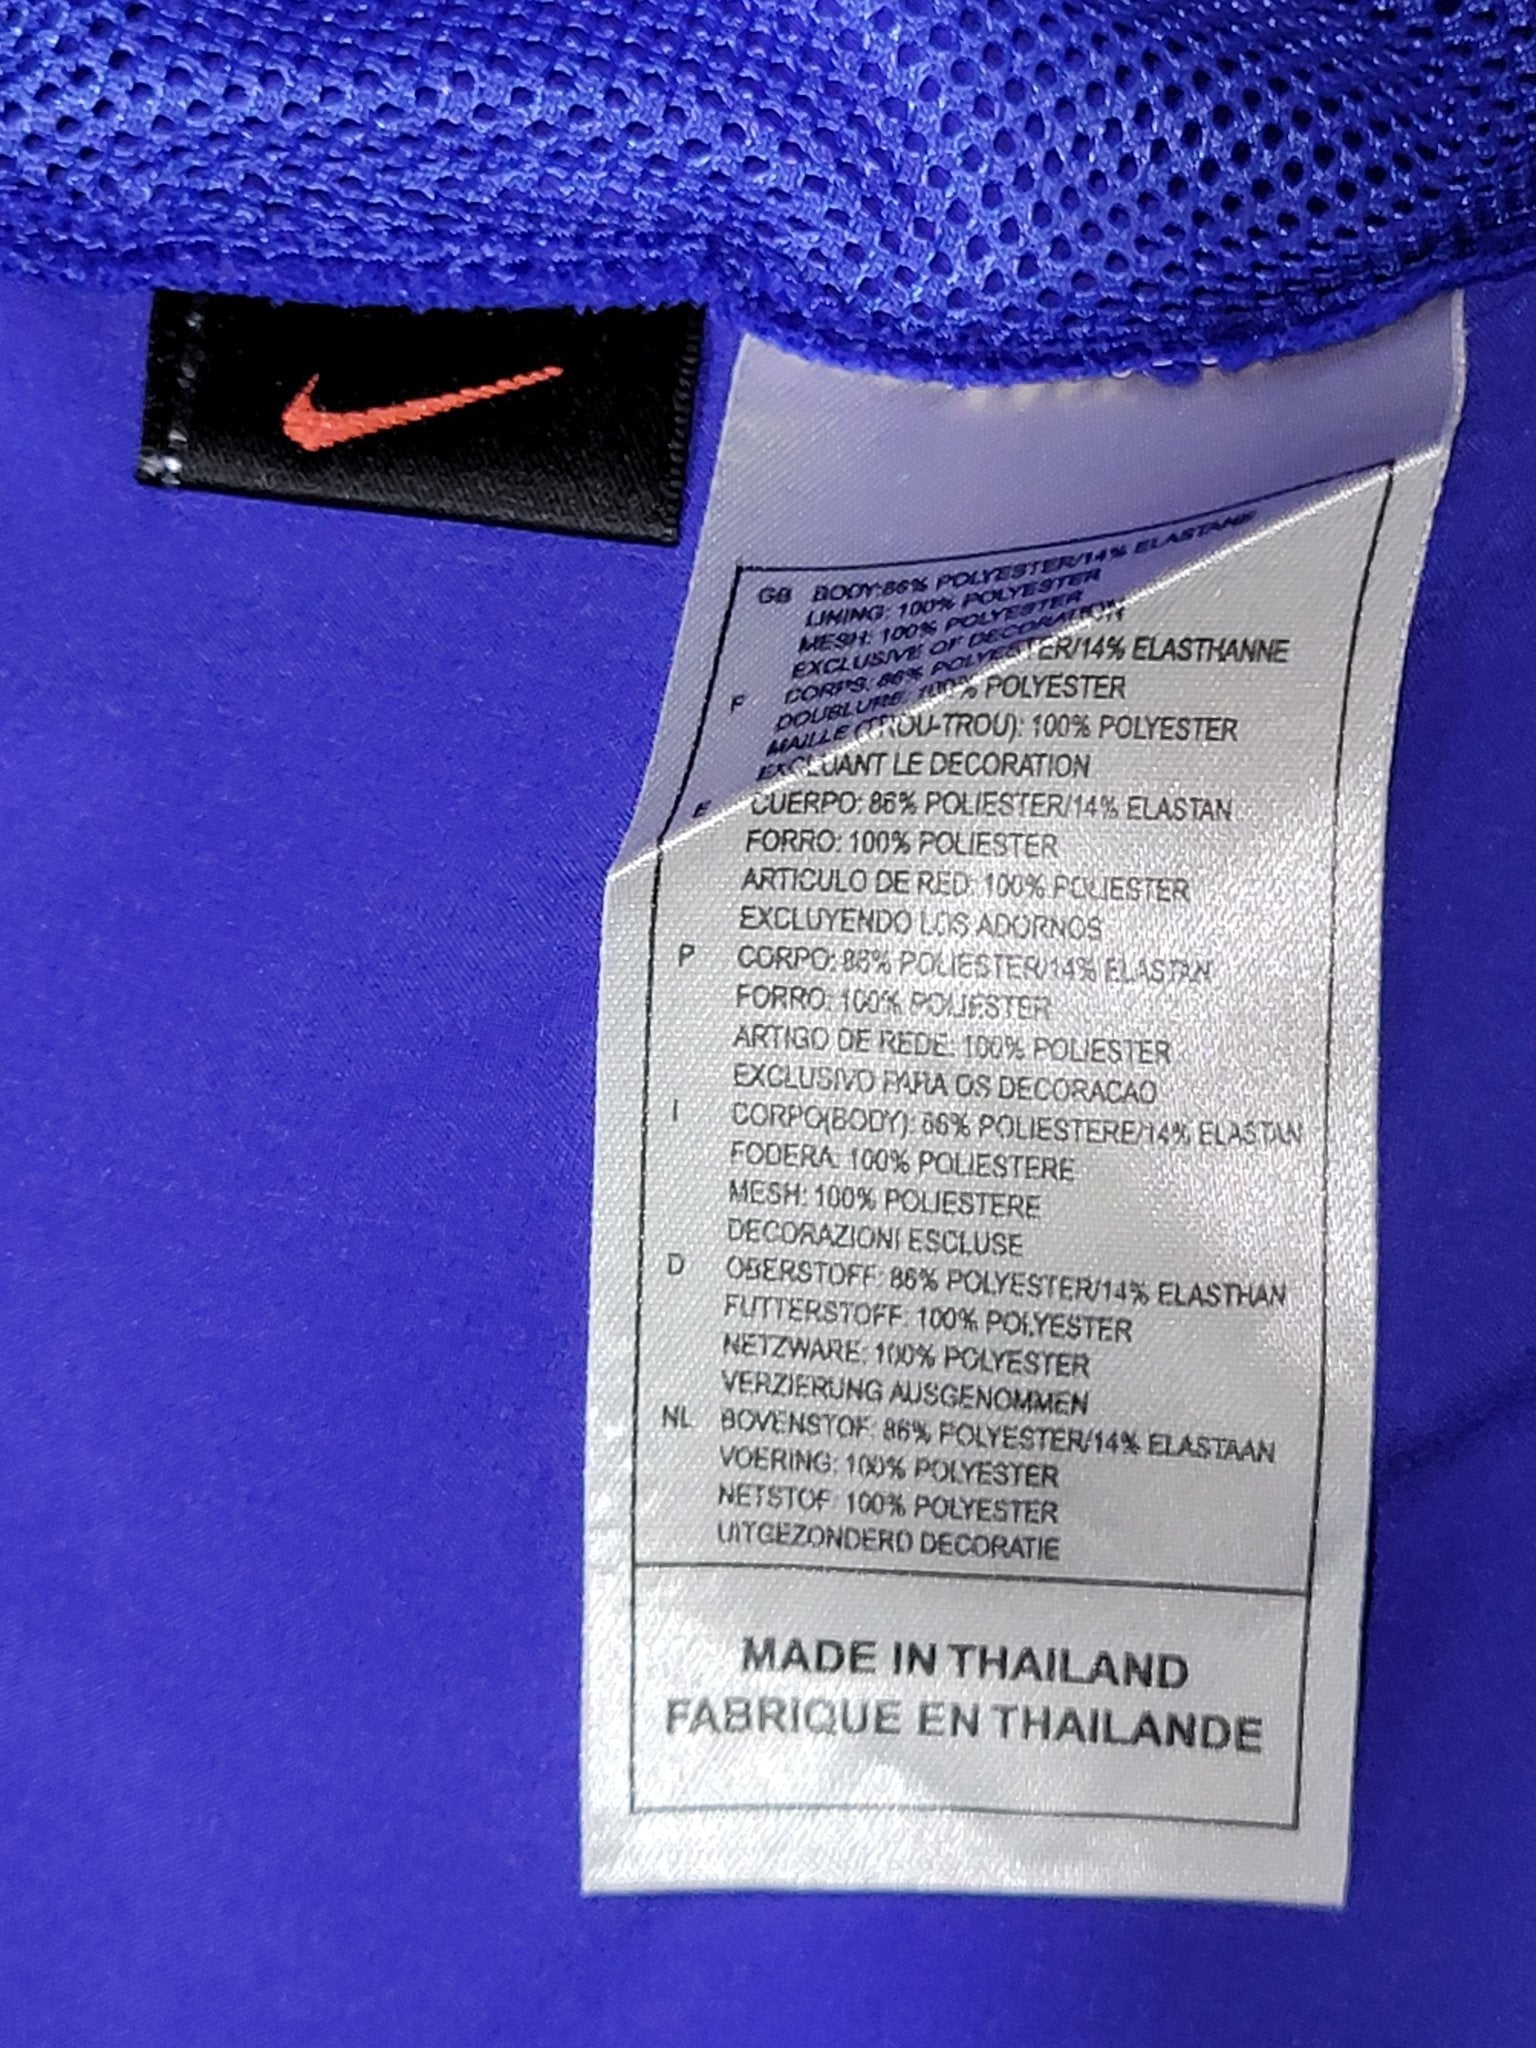 GB BODY:86% POLYESTER/14% ELASTANE
LINING: 100% POLYESTER
MESH: 100% POLYESTER
EXCLUSIVE OF DECORATION
F CORPS: 86% POLYESTER/14% ELASTHANNE
DOUBLURE: 100% POLYESTER
MAILLE (TROU-TROU): 100% POLYESTER
EXCLUANT LE DECORATION
E CUERPO: 86% POLIESTER/14% ELASTAN
FORRO: 100% POLIESTER
ARTICULO DE RED: 100% POLIESTER
EXCLUYENDO LOS ADORNOS
P CORPO: 86% POLIESTER/14% ELASTAN
FORRO: 100% POLIESTER
ARTIGO DE REDE: 100% POLIESTER
EXCLUSIVO PARA OS DECORACAO
I CORPO(BODY): 86% POLIESTERE/14% ELASTAN
FODERA: 100% POLIESTERE
MESH: 100% POLIESTERE
DECORAZIONI ESCLUSE
D OBERSTOFF: 86% POLYESTER/14% ELASTHAN
FUTTERSTOFF: 100% POLYESTER
NETZWARE: 100% POLYESTER
VERZIERUNG AUSGENOMMEN
NL BOVENSTOF: 86% POLYESTER/14% ELASTAAN
VOERING: 100% POLYESTER
NETSTOF: 100% POLYESTER
UITGEZONDERD DECORATIE
MADE IN THAILAND
FABRIQUE EN THAILANDE